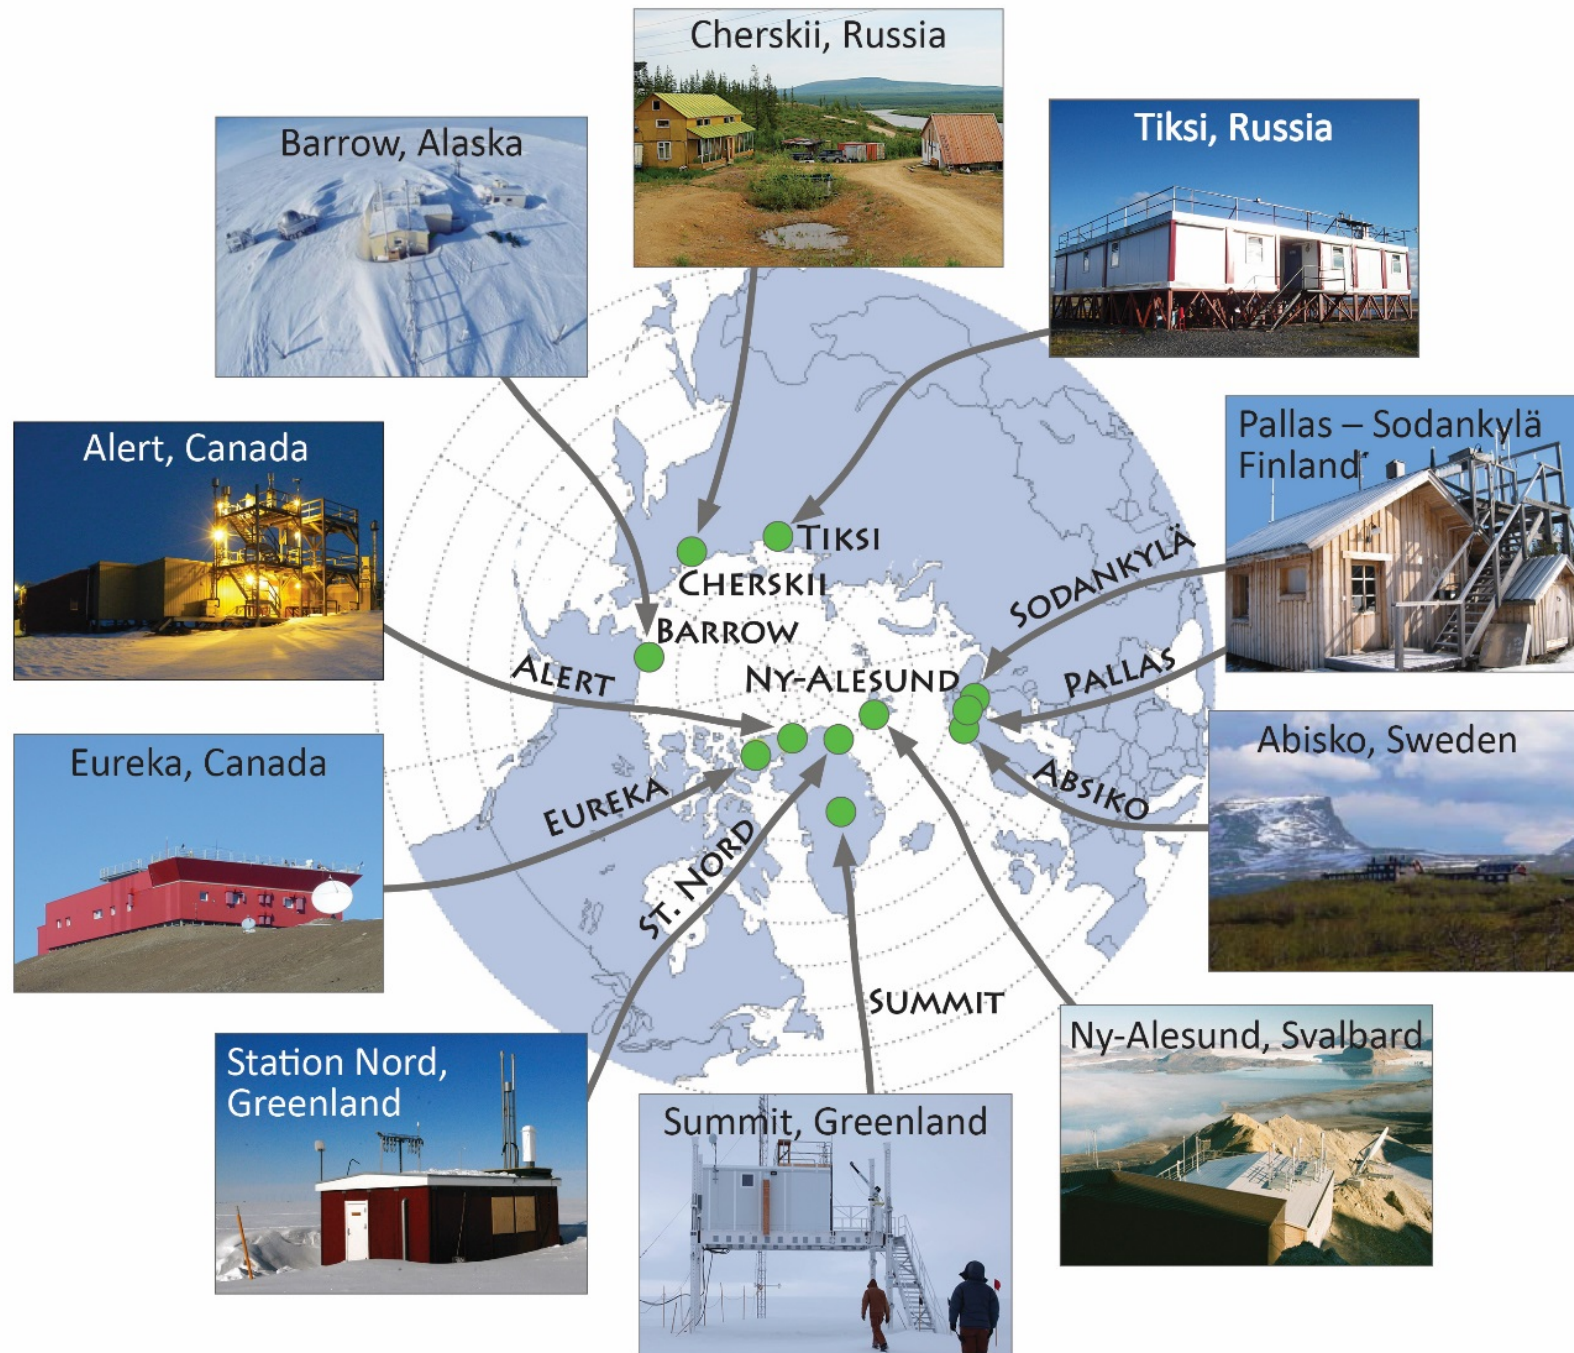 Cherskii, Russia
Barrow, Alaska
Tiksi, Russia
Alert, Canada
Pallas – Sodankylä
Finland
Eureka, Canada
Abisko, Sweden
Station Nord,
Greenland
Summit, Greenland
Ny-Alesund, Svalbard
TIKSI
CHERSKII
BARROW
SODANKYLÄ
ALERT
NY-ALESUND
PALLAS
EUREKA
ABSIKO
ST. NORD
SUMMIT